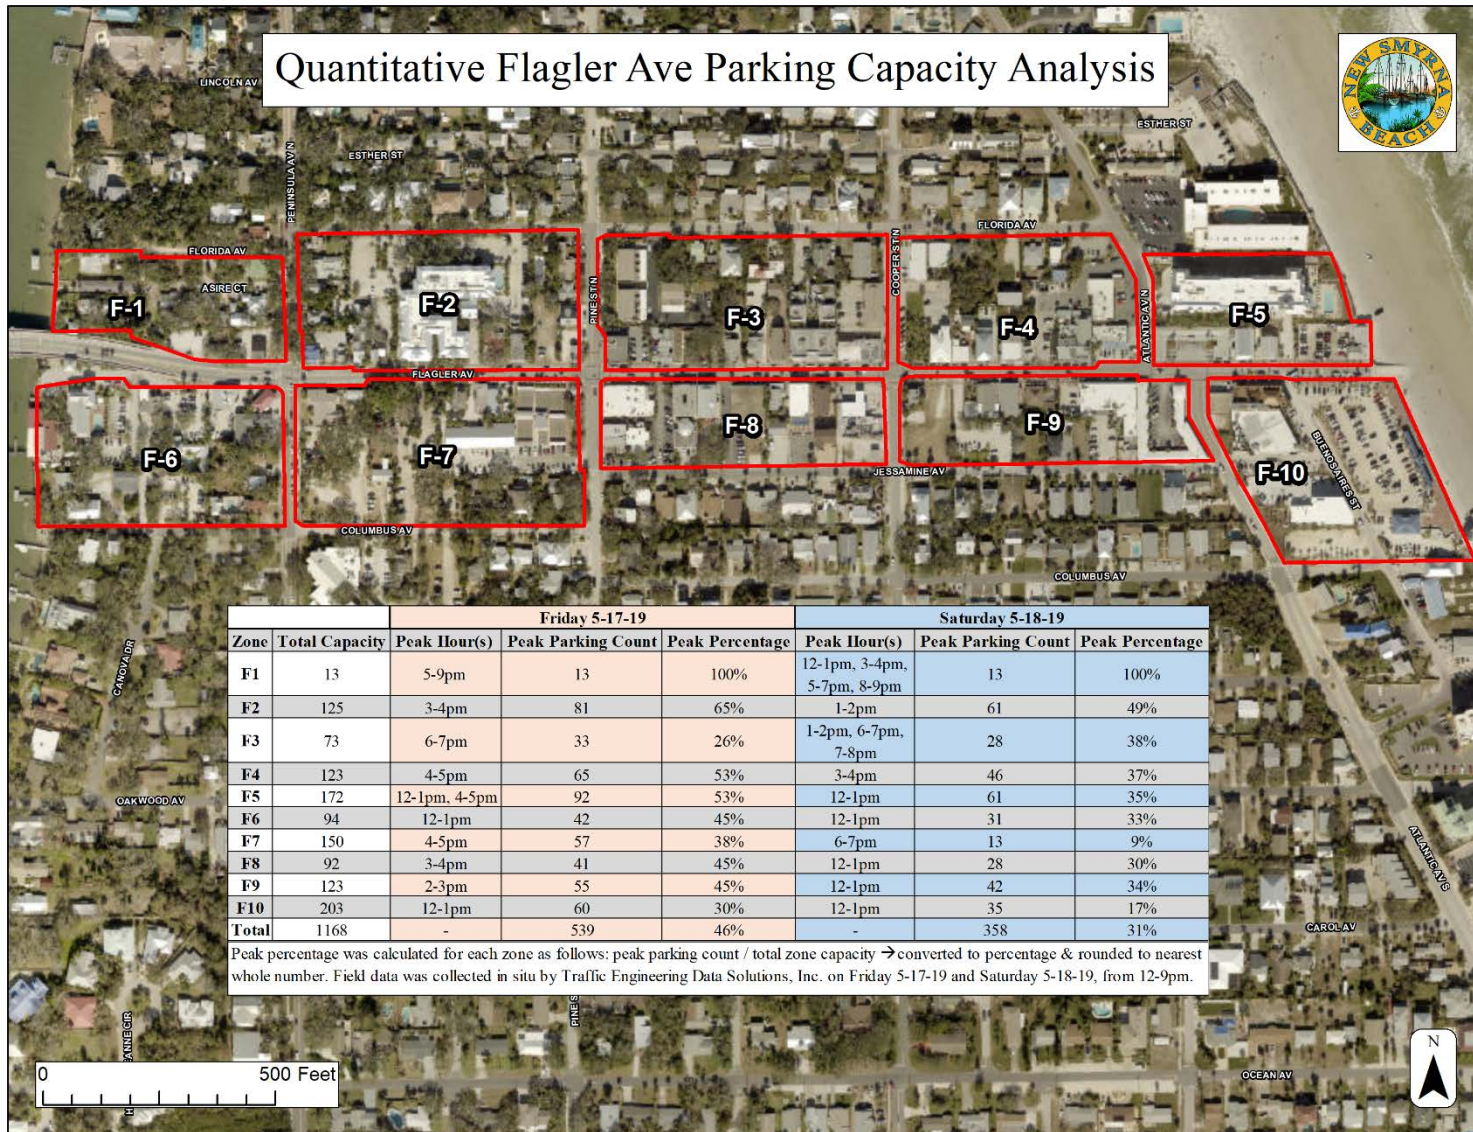 Quantitative Flagler Ave Parking Capacity Analysis
NEW SMYRNA
BEACH
LINCOLN AV
ESTHER ST
ESTHER ST
PENINSULA AV N
FLORIDA AV
FLORIDA AV
ASIRE CT
PINE ST N
COOPER ST N
ATLANTIC AV N
F-1
F-2
F-3
F-4
F-5
FLAGLER AV
F-6
F-7
F-8
F-9
F-10
JESSAMINE AV
BUENOS AIRES ST
COLUMBUS AV
COLUMBUS AV
CANOVA DR
OAKWOOD AV
ATLANTIC AV S
CAROL AV
Friday 5-17-19 Saturday 5-18-19
Zone Total Capacity Peak Hour(s) Peak Parking Count Peak Percentage Peak Hour(s) Peak Parking Count Peak Percentage
F1 13 5-9pm 13 100% 12-1pm, 3-4pm, 5-7pm, 8-9pm 13 100%
F2 125 3-4pm 81 65% 1-2pm 61 49%
F3 73 6-7pm 33 26% 1-2pm, 6-7pm, 7-8pm 28 38%
F4 123 4-5pm 65 53% 3-4pm 46 37%
F5 172 12-1pm, 4-5pm 92 53% 12-1pm 61 35%
F6 94 12-1pm 42 45% 12-1pm 31 33%
F7 150 4-5pm 57 38% 6-7pm 13 9%
F8 92 3-4pm 41 45% 12-1pm 28 30%
F9 123 2-3pm 55 45% 12-1pm 42 34%
F10 203 12-1pm 60 30% 12-1pm 35 17%
Total 1168 - 539 46% - 358 31%
Peak percentage was calculated for each zone as follows: peak parking count / total zone capacity → converted to percentage & rounded to nearest
whole number. Field data was collected in situ by Traffic Engineering Data Solutions, Inc. on Friday 5-17-19 and Saturday 5-18-19, from 12-9pm.
PINE S
ANNE CIR
H
0 500 Feet
OCEAN AV
N